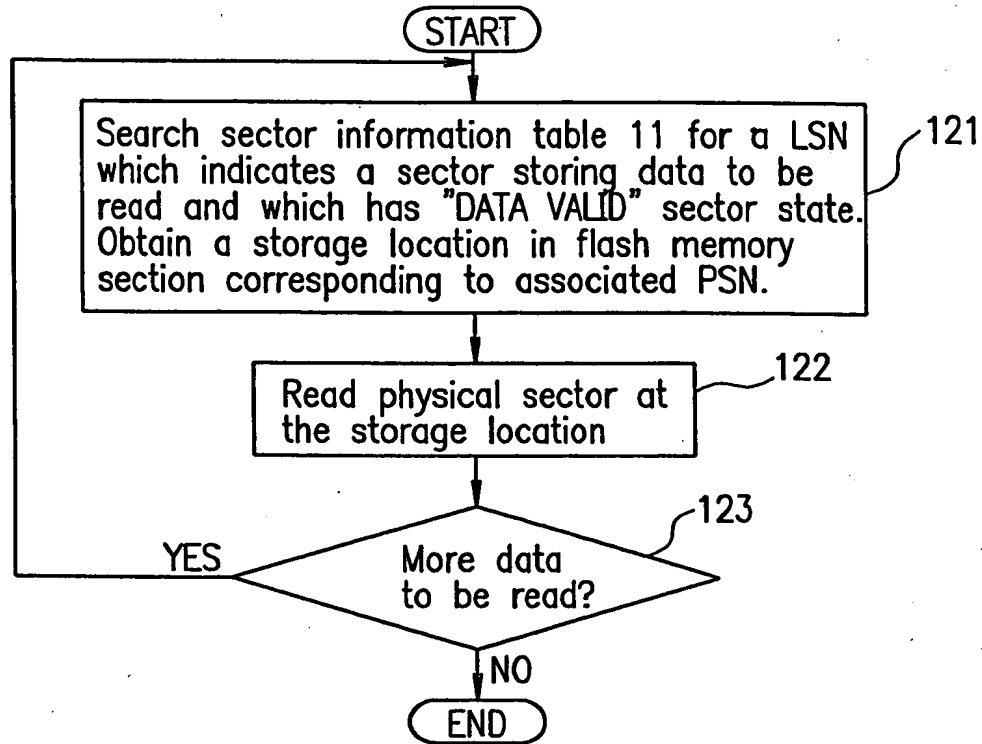 START
Search sector information table 11 for a LSN
which indicates a sector storing data to be
read and which has "DATA VALID" sector state.
Obtain a storage location in flash memory
section corresponding to associated PSN.
121
Read physical sector at
the storage location
122
More data
to be read?
123
YES
NO
END